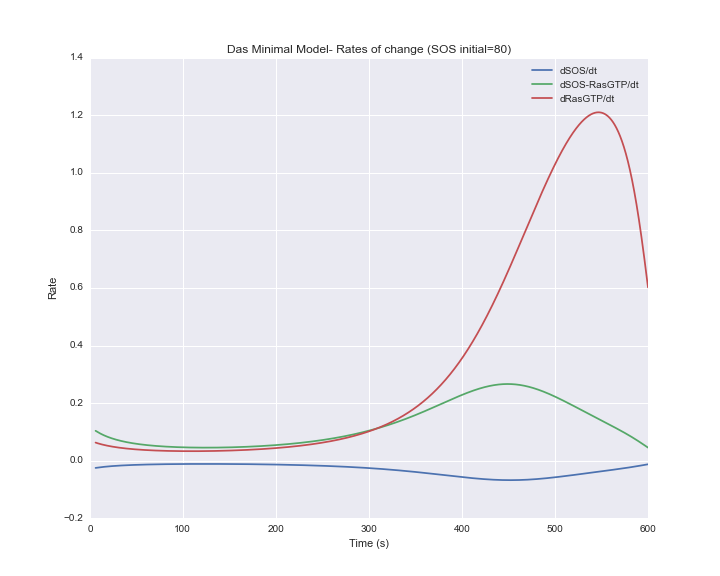 Das Minimal Model- Rates of change (SOS initial=80)
dSOS/dt
dSOS-RasGTP/dt
dRasGTP/dt
1.4
1.2
1.0
0.8
0.6
0.4
0.2
0.0
−0.2
Rate
0 100 200 300 400 500 600
Time (s)